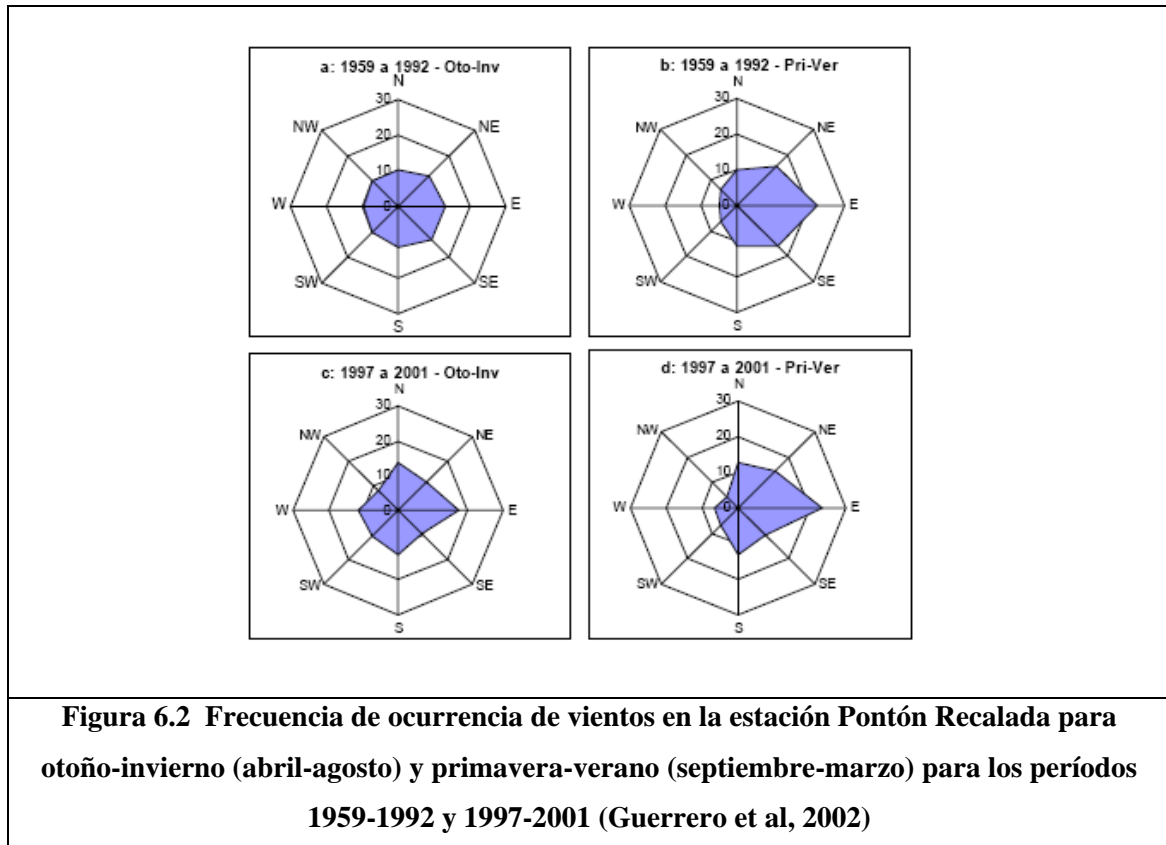 a: 1959 a 1992 - Oto-Inv
N
30
NW
NE
20
10
W
0
E
SW
SE
S
b: 1959 a 1992 - Pri-Ver
N
30
NW
NE
20
10
W
0
E
SW
SE
S
c: 1997 a 2001 - Oto-Inv
N
30
NW
NE
20
10
W
0
E
SW
SE
S
d: 1997 a 2001 - Pri-Ver
N
30
NW
NE
20
10
W
0
E
SW
SE
S
Figura 6.2 Frecuencia de ocurrencia de vientos en la estación Pontón Recalada para
otoño-invierno (abril-agosto) y primavera-verano (septiembre-marzo) para los períodos
1959-1992 y 1997-2001 (Guerrero et al, 2002)